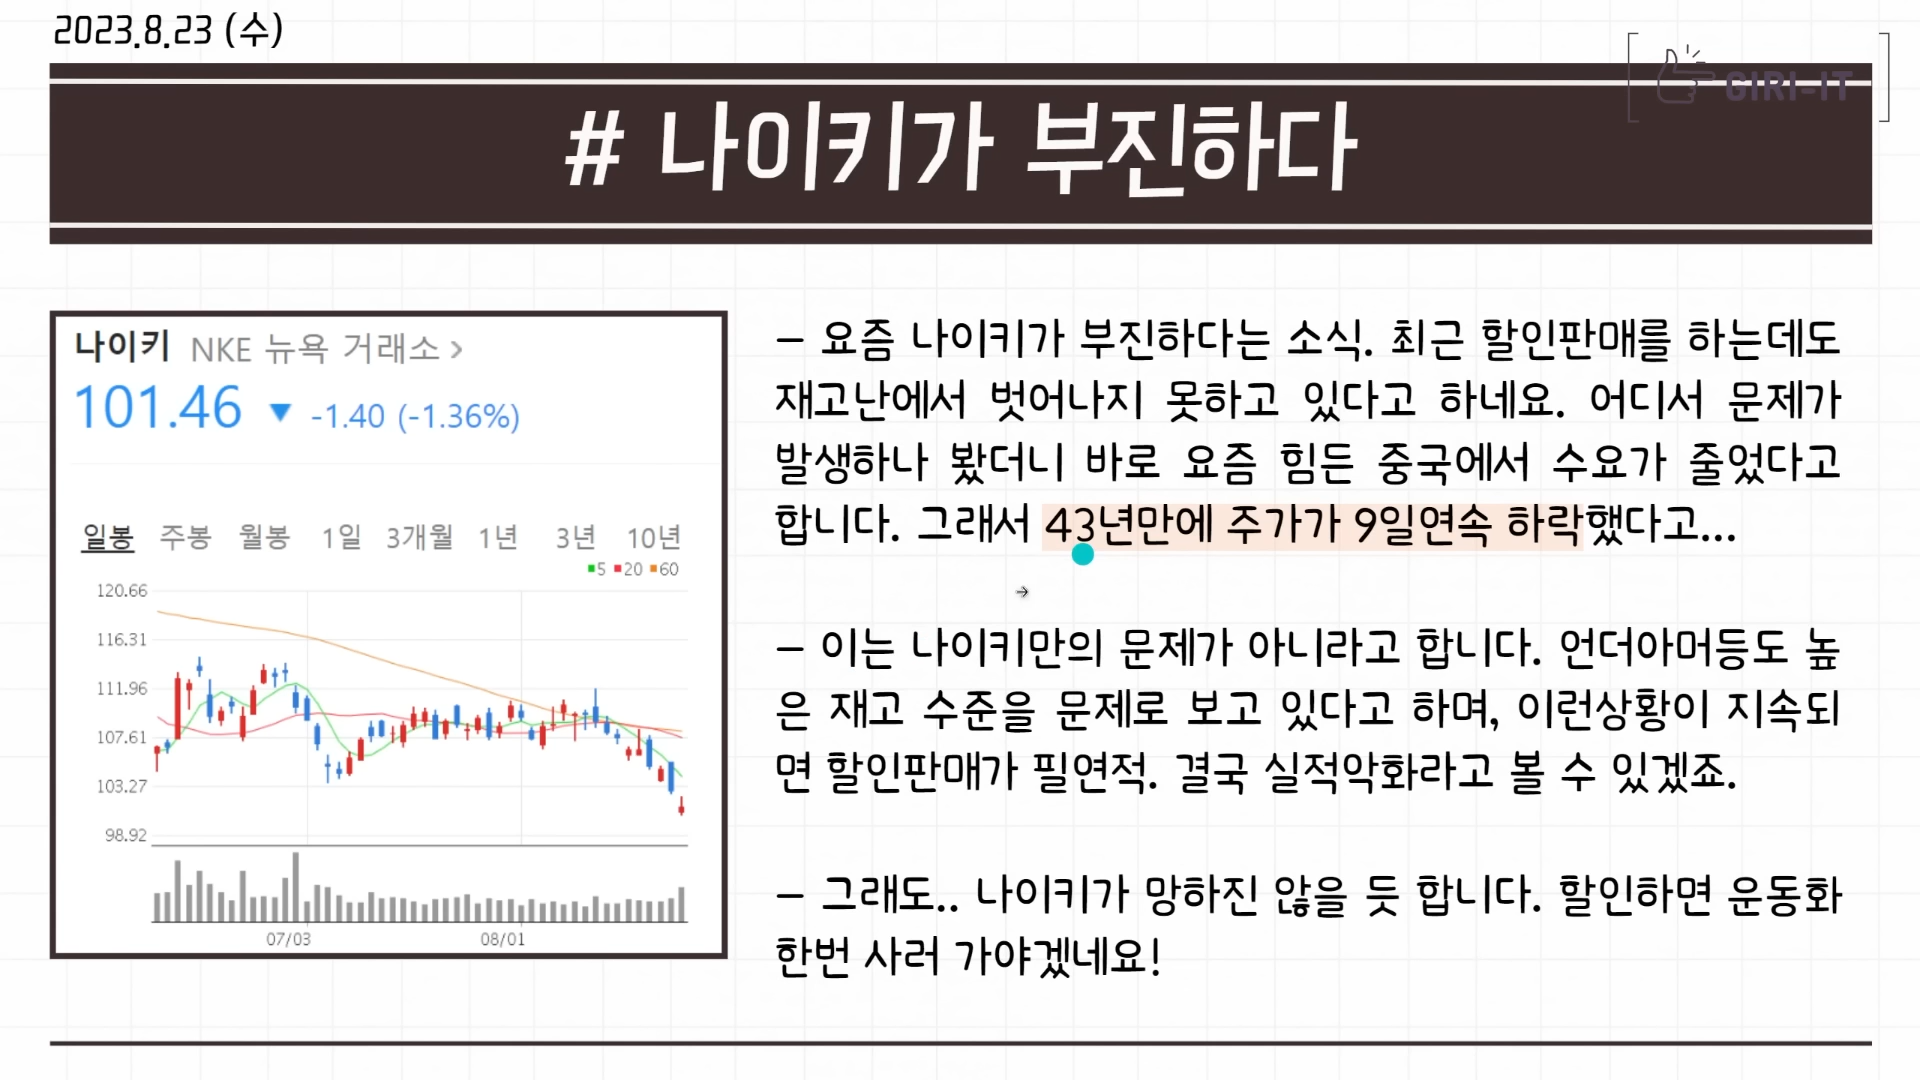 2023.8.23 (수)
GIRI-IT
# 나이키가 부진하다
나이키 NKE 뉴욕 거래소 >
101.46 ▼ -1.40 (-1.36%)
일봉 주봉 월봉 1일 3개월 1년 3년 10년
5 20 60
120.66
116.31
111.96
107.61
103.27
98.92
07/03 08/01
– 요즘 나이키가 부진하다는 소식. 최근 할인판매를 하는데도
재고난에서 벗어나지 못하고 있다고 하네요. 어디서 문제가
발생하나 봤더니 바로 요즘 힘든 중국에서 수요가 줄었다고
합니다. 그래서 43년만에 주가가 9일연속 하락했다고...
– 이는 나이키만의 문제가 아니라고 합니다. 언더아머등도 높
은 재고 수준을 문제로 보고 있다고 하며, 이런상황이 지속되
면 할인판매가 필연적. 결국 실적악화라고 볼 수 있겠죠.
– 그래도.. 나이키가 망하진 않을 듯 합니다. 할인하면 운동화
한번 사러 가야겠네요!